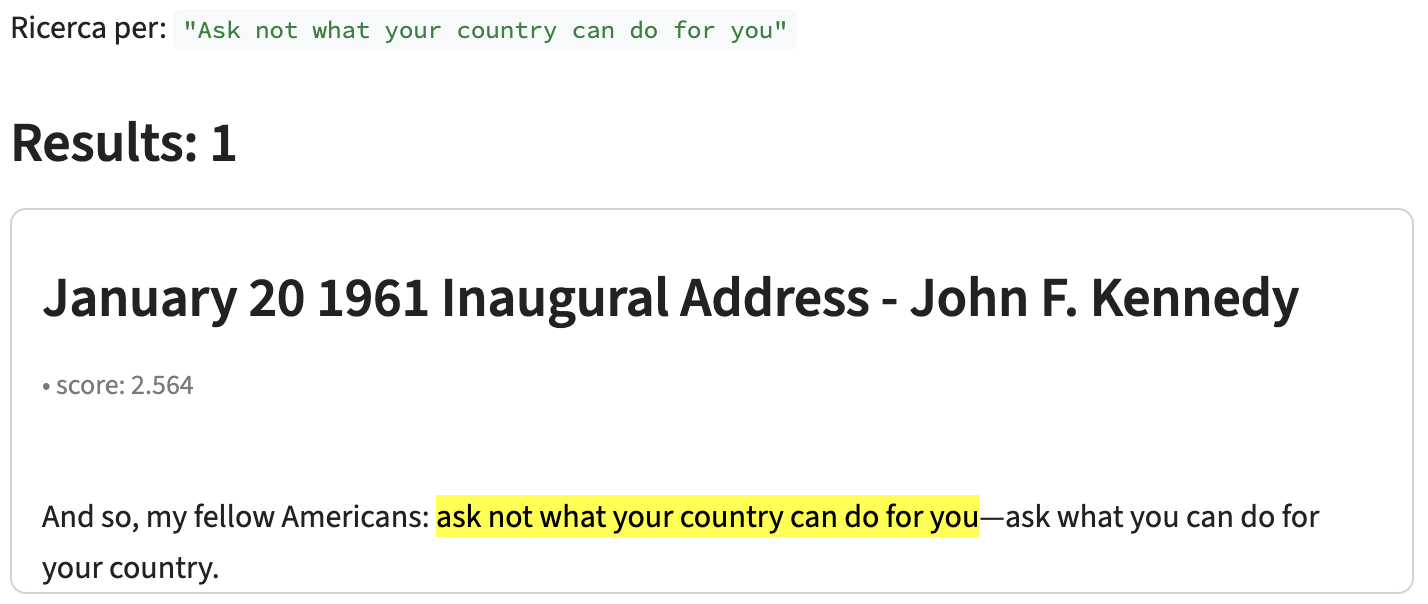 Ricerca per: "Ask not what your country can do for you"
Results: 1
January 20 1961 Inaugural Address - John F. Kennedy
• score: 2.564
And so, my fellow Americans: ask not what your country can do for you—ask what you can do for
your country.